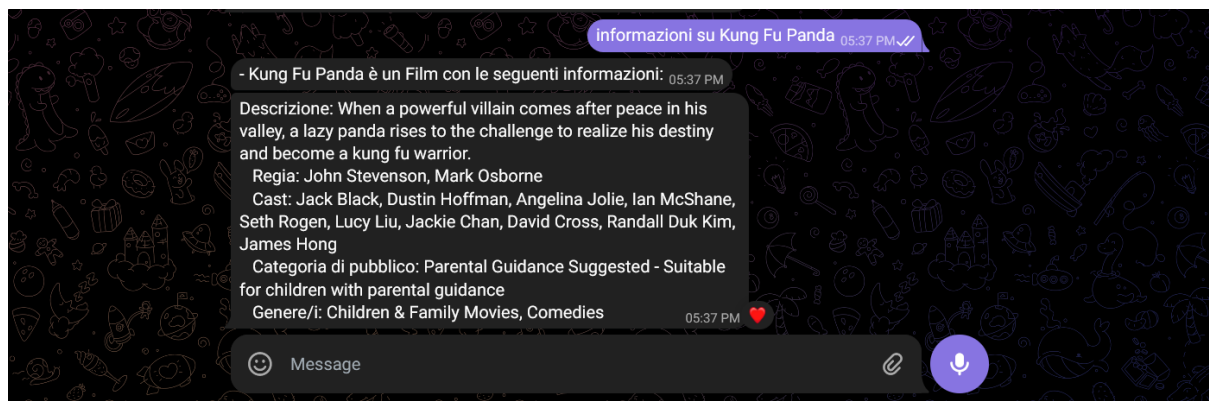 informazioni su Kung Fu Panda 05:37 PM
- Kung Fu Panda è un Film con le seguenti informazioni: 05:37 PM
Descrizione: When a powerful villain comes after peace in his
valley, a lazy panda rises to the challenge to realize his destiny
and become a kung fu warrior.
Regia: John Stevenson, Mark Osborne
Cast: Jack Black, Dustin Hoffman, Angelina Jolie, Ian McShane,
Seth Rogen, Lucy Liu, Jackie Chan, David Cross, Randall Duk Kim,
James Hong
Categoria di pubblico: Parental Guidance Suggested - Suitable
for children with parental guidance
Genere/i: Children & Family Movies, Comedies 05:37 PM
Message